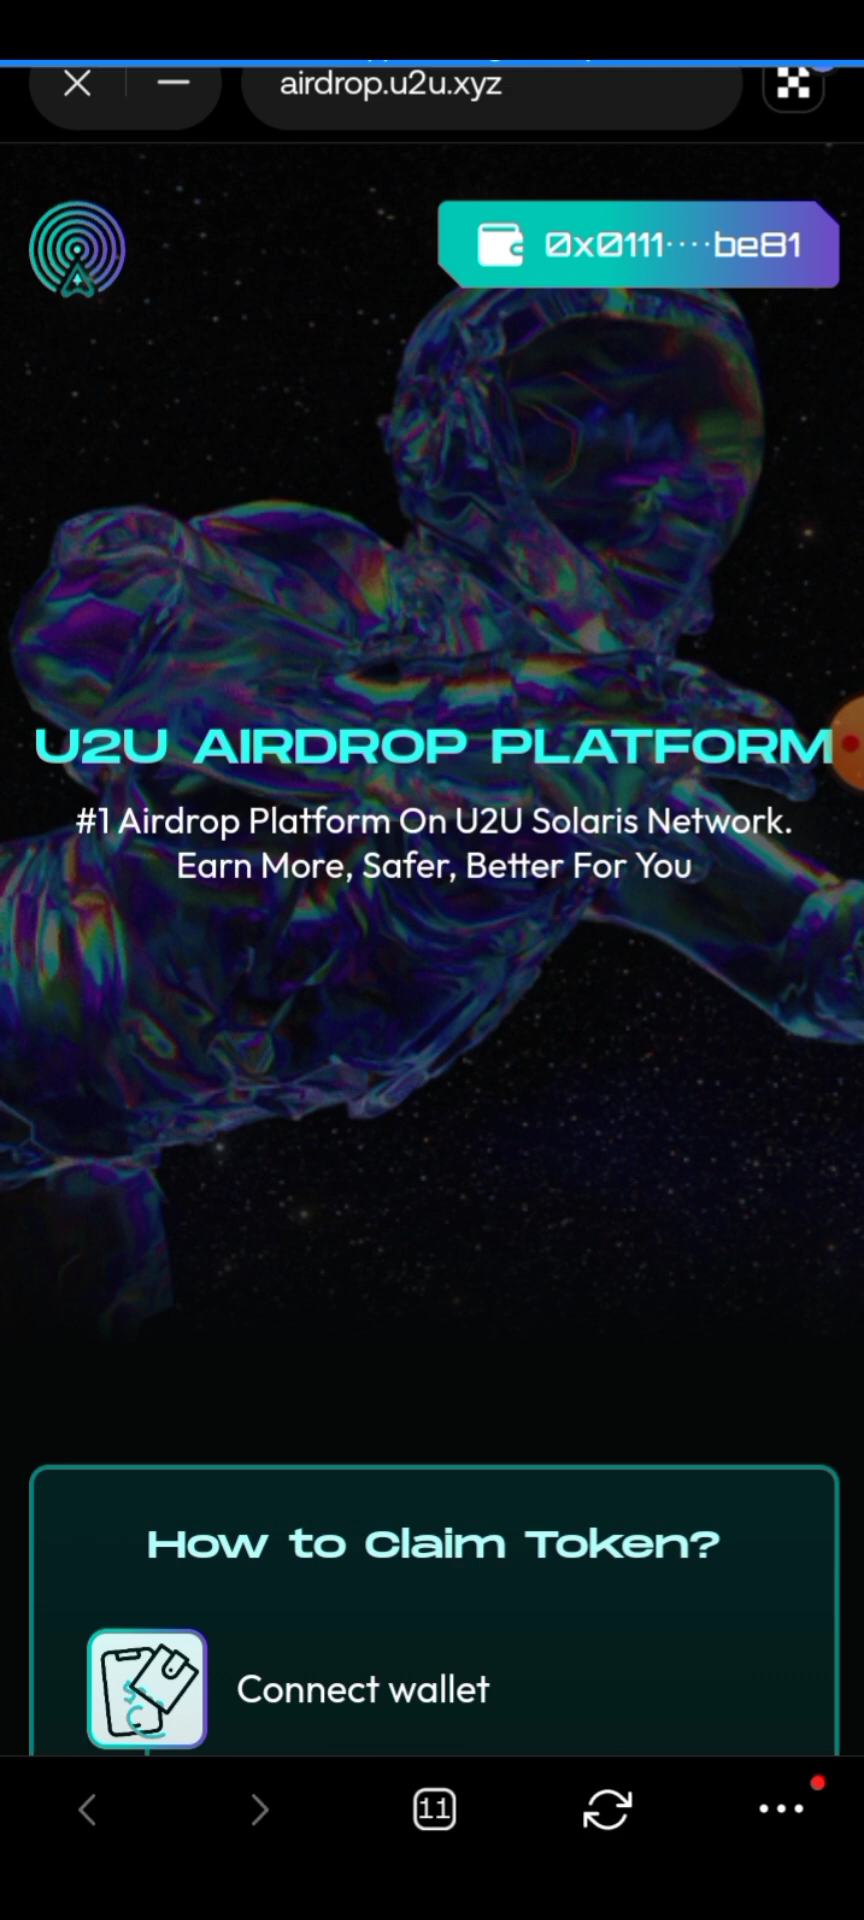 airdrop.u2u.xyz
0x0111····be81
U2U AIRDROP PLATFORM
#1 Airdrop Platform On U2U Solaris Network.
Earn More, Safer, Better For You
How to Claim Token?
Connect wallet
11